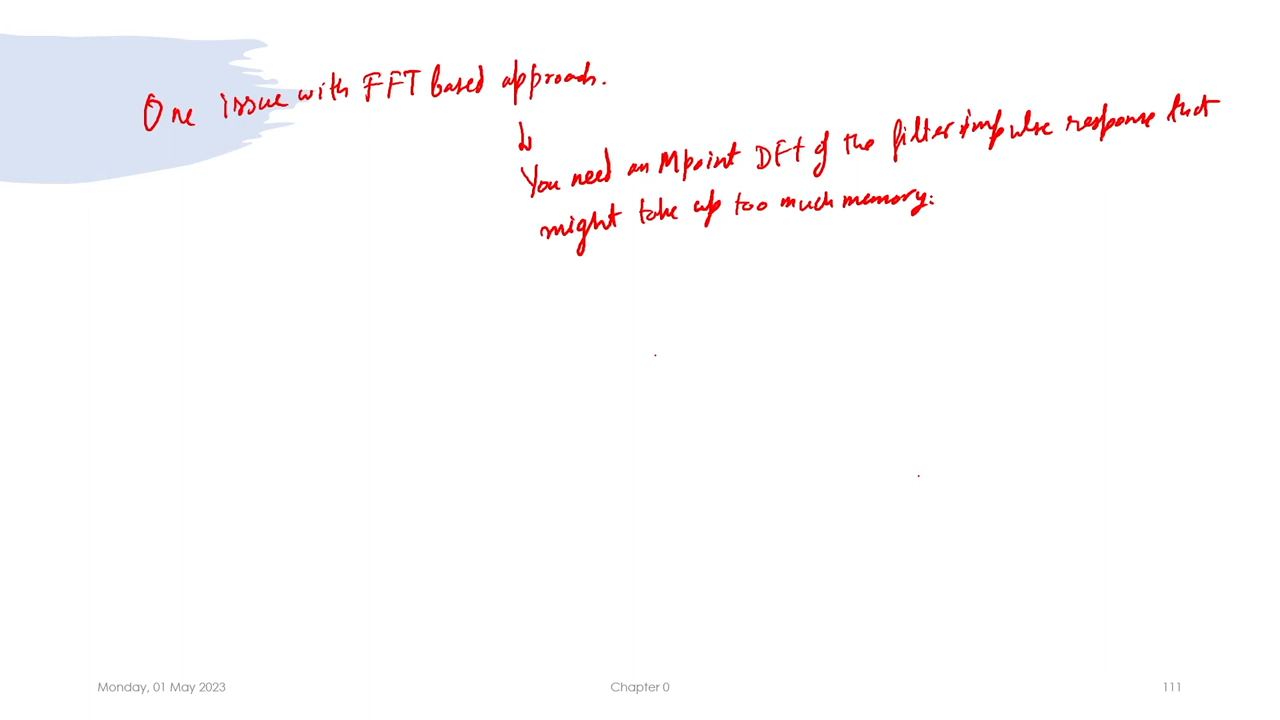 One issue with FFT based approach.
You need an M point DFT of the filter impulse response that
might take up too much memory.
Monday, 01 May 2023
Chapter 0
111